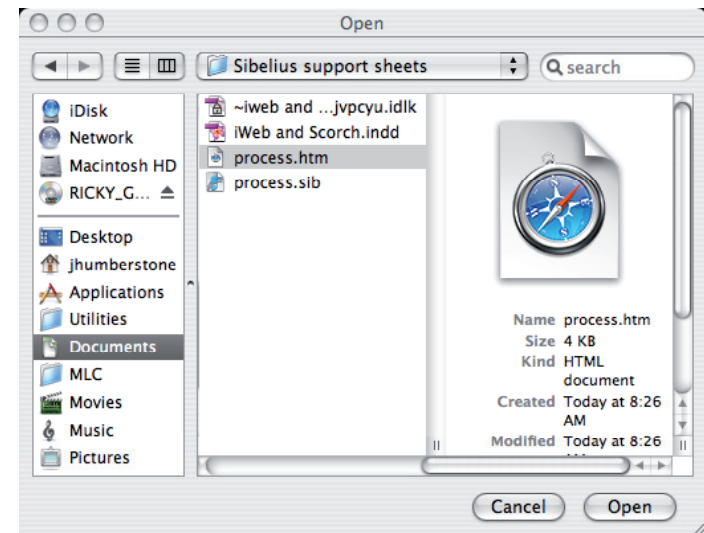 Open
Sibelius support sheets
search
iDisk
Network
Macintosh HD
RICKY_G...
Desktop
jhumberstone
Applications
Utilities
Documents
MLC
Movies
Music
Pictures
~iweb and ...jvpcyu.idlk
iWeb and Scorch.indd
process.htm
process.sib
Name process.htm
Size 4 KB
Kind HTML
document
Created Today at 8:26
AM
Modified Today at 8:26
Cancel Open